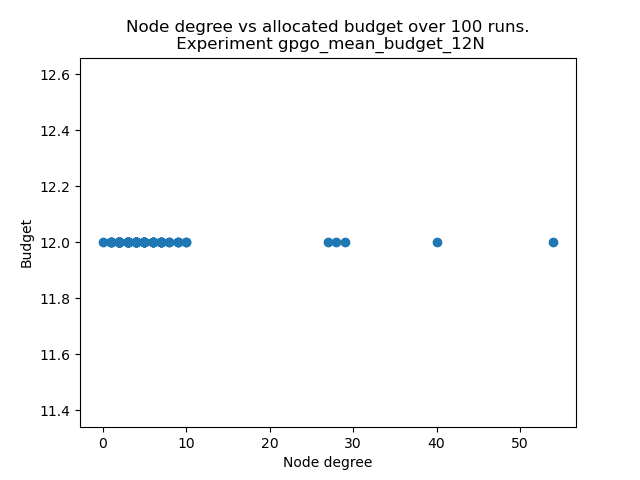 Node degree vs allocated budget over 100 runs.
Experiment gpgo_mean_budget_12N
12.6
12.4
12.2
12.0
11.8
11.6
11.4
Budget
0 10 20 30 40 50
Node degree